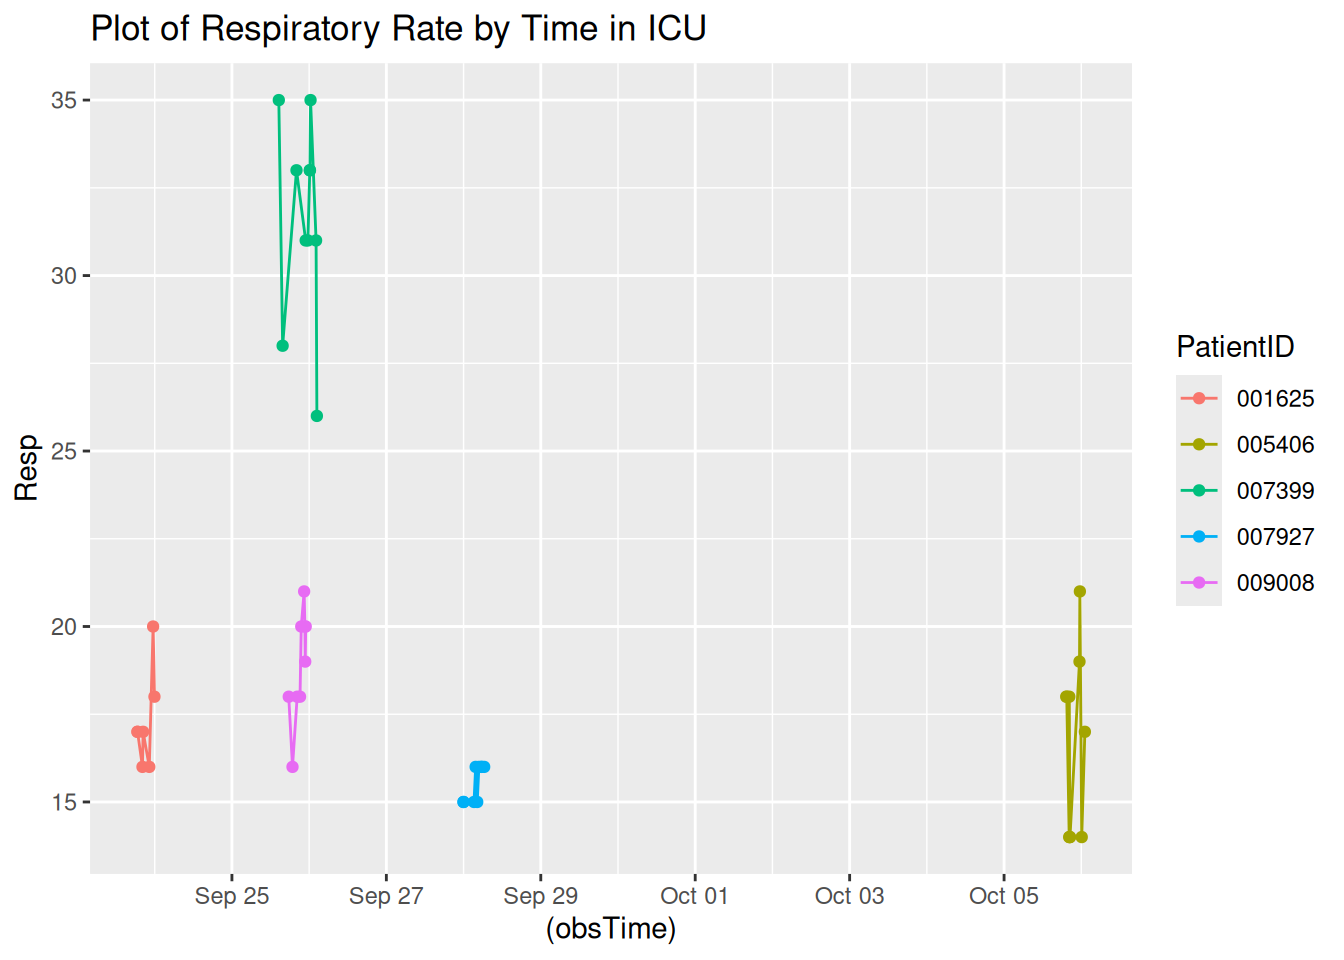 Plot of Respiratory Rate by Time in ICU
Resp
35
30
25
20
15
Sep 25 Sep 27 Sep 29 Oct 01 Oct 03 Oct 05
(obsTime)
PatientID
001625
005406
007399
007927
009008